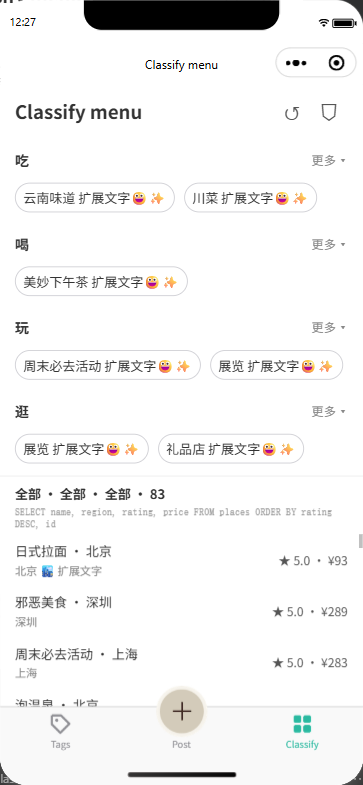 12:27
Classify menu
Classify menu
吃
更多
云南味道 扩展文字😀✨
川菜 扩展文字😀✨
喝
更多
美妙下午茶 扩展文字😀✨
玩
更多
周末必去活动 扩展文字😀✨
展览 扩展文字😀✨
逛
更多
展览 扩展文字😀✨
礼品店 扩展文字😀✨
全部 • 全部 • 全部 • 83
SELECT name, region, rating, price FROM places ORDER BY rating
DESC, id
日式拉面 • 北京
北京 🌃 扩展文字
★ 5.0 • ¥93
邪恶美食 • 深圳
深圳
★ 5.0 • ¥289
周末必去活动 • 上海
上海
★ 5.0 • ¥283
泡温泉 • 北京
Tags
Post
Classify